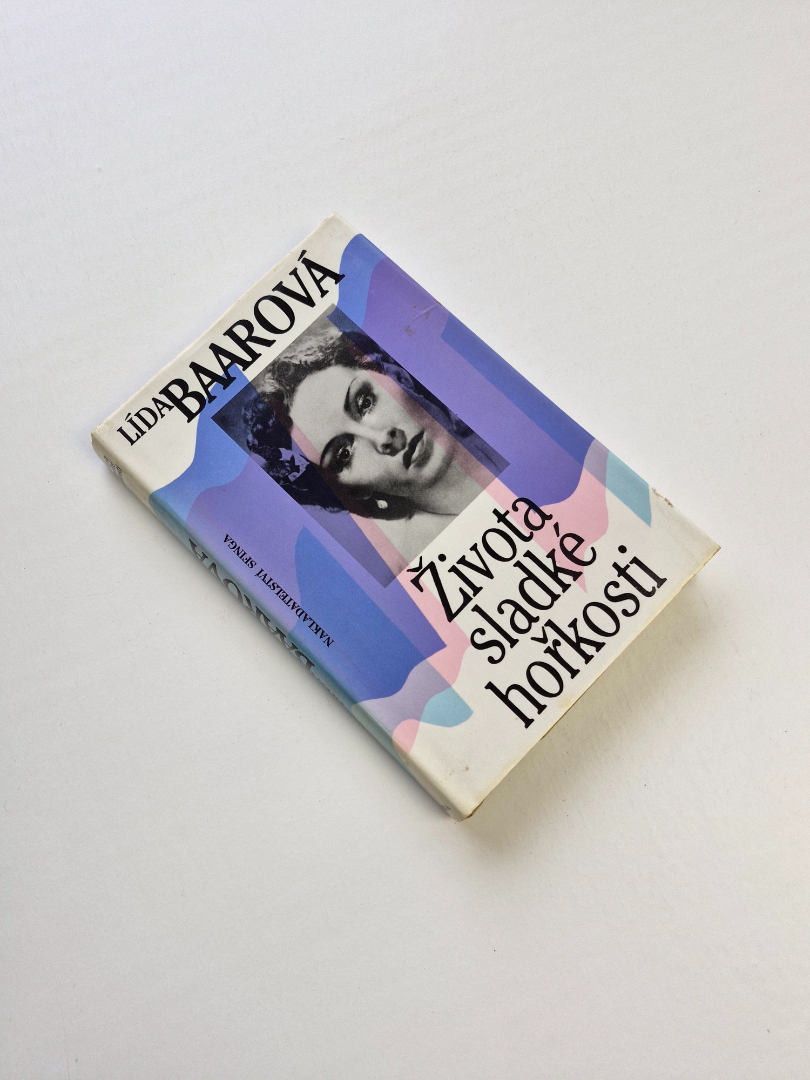 LÍDA BAAROVÁ
Života
sladké
hořkosti
NAKLADATELSTVÍ SFINGA